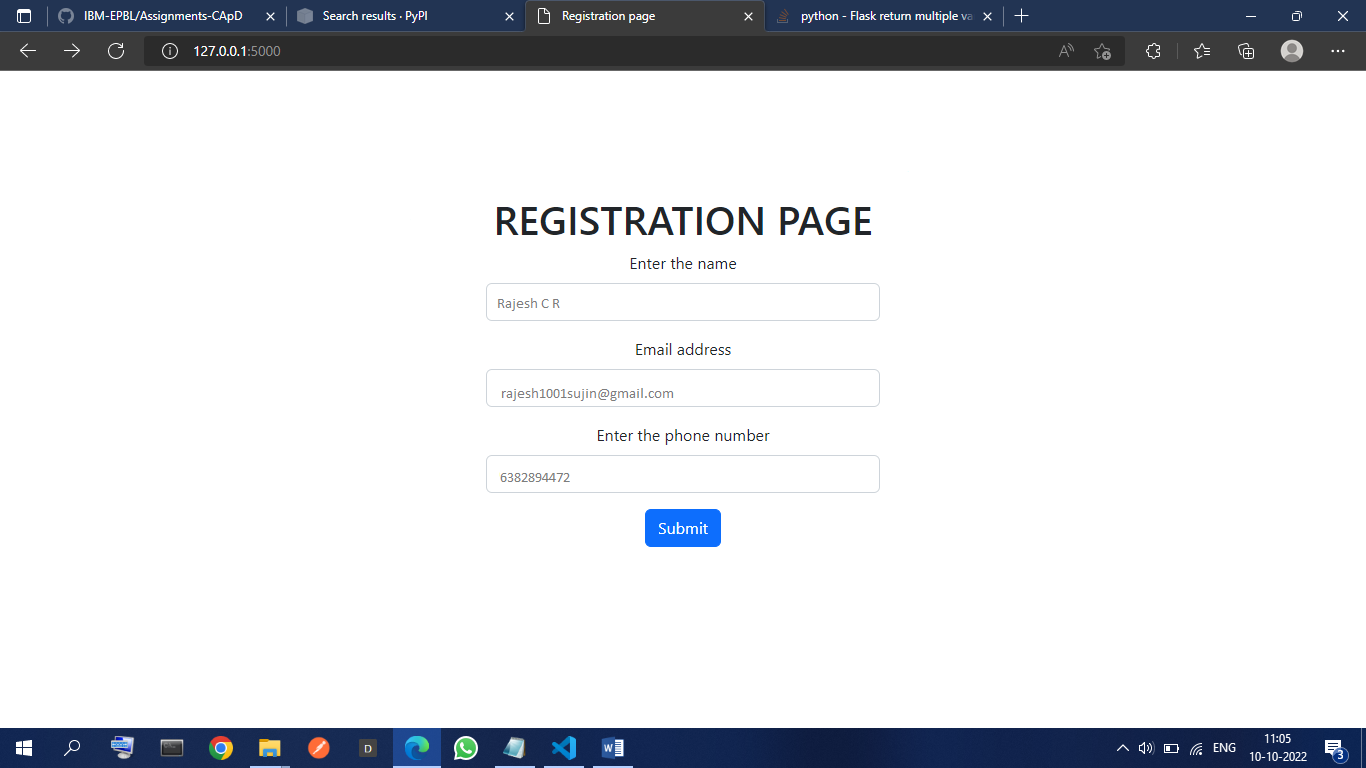 IBM-EPBL/Assignments-CApD
Search results · PyPI
Registration page
python - Flask return multiple va
127.0.0.1:5000
REGISTRATION PAGE
Enter the name
Rajesh C R
Email address
rajesh1001sujin@gmail.com
Enter the phone number
6382894472
Submit
D
ENG
11:05
10-10-2022
3